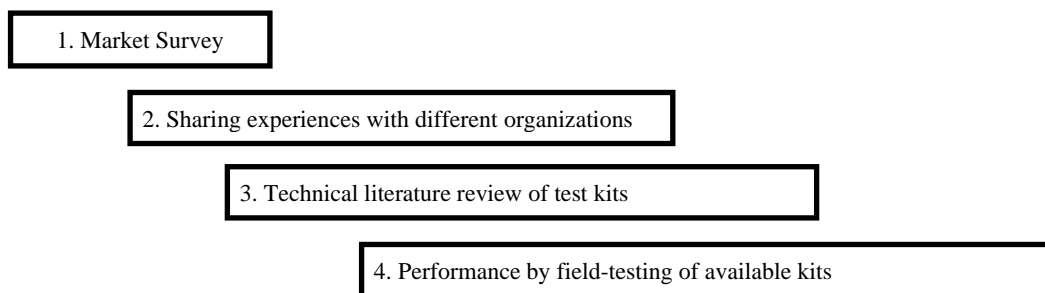 1. Market Survey
2. Sharing experiences with different organizations
3. Technical literature review of test kits
4. Performance by field-testing of available kits